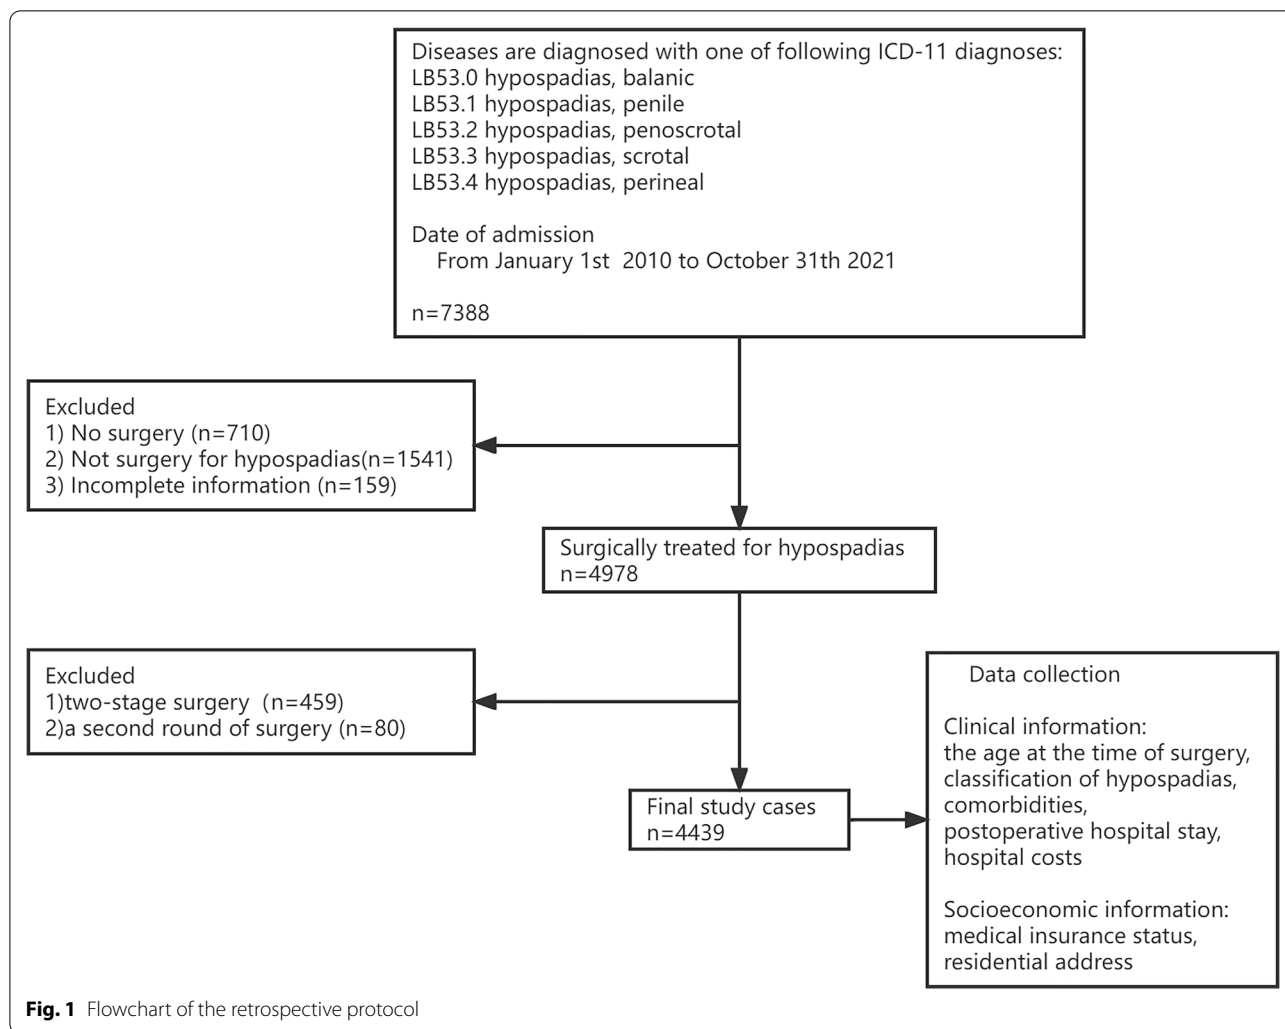 Diseases are diagnosed with one of following ICD-11 diagnoses:
LB53.0 hypospadias, balanic
LB53.1 hypospadias, penile
LB53.2 hypospadias, penoscrotal
LB53.3 hypospadias, scrotal
LB53.4 hypospadias, perineal
Date of admission
From January 1st 2010 to October 31th 2021
n=7388
Excluded
1) No surgery (n=710)
2) Not surgery for hypospadias(n=1541)
3) Incomplete information (n=159)
Surgically treated for hypospadias
n=4978
Excluded
1)two-stage surgery (n=459)
2)a second round of surgery (n=80)
Final study cases
n=4439
Data collection
Clinical information:
the age at the time of surgery,
classification of hypospadias,
comorbidities,
postoperative hospital stay,
hospital costs
Socioeconomic information:
medical insurance status,
residential address
Fig. 1 Flowchart of the retrospective protocol